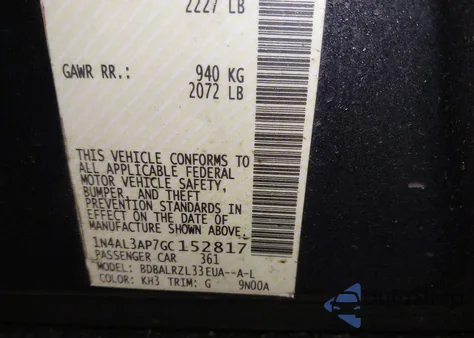 2227 LB
GAWR RR.: 940 KG
2072 LB
THIS VEHICLE CONFORMS TO
ALL APPLICABLE FEDERAL
MOTOR VEHICLE SAFETY,
BUMPER, AND THEFT
PREVENTION STANDARDS IN
EFFECT ON THE DATE OF
MANUFACTURE SHOWN ABOVE.
1N4AL3AP7GC152817
PASSENGER CAR 361
MODEL: BDBALRZL33EUA--A-L
COLOR: KH3 TRIM: G 9N00A